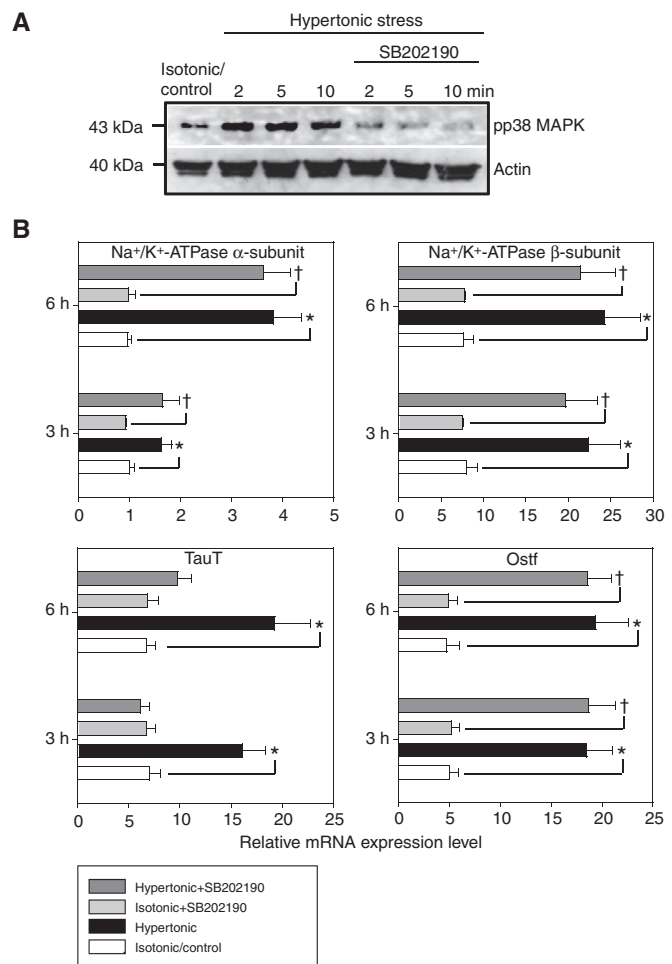 A
Hypertonic stress
SB202190
Isotonic/
control
2 5 10 2 5 10 min
43 kDa
pp38 MAPK
40 kDa
Actin
B
Na+/K+-ATPase α-subunit
6 h
†
*
3 h
†
*
0 1 2 3 4 5
Na+/K+-ATPase β-subunit
6 h
†
*
3 h
†
*
0 5 10 15 20 25 30
TauT
6 h
*
3 h
*
0 5 10 15 20 25
Ostf
6 h
†
*
3 h
†
*
0 5 10 15 20 25
Relative mRNA expression level
Hypertonic+SB202190
Isotonic+SB202190
Hypertonic
Isotonic/control